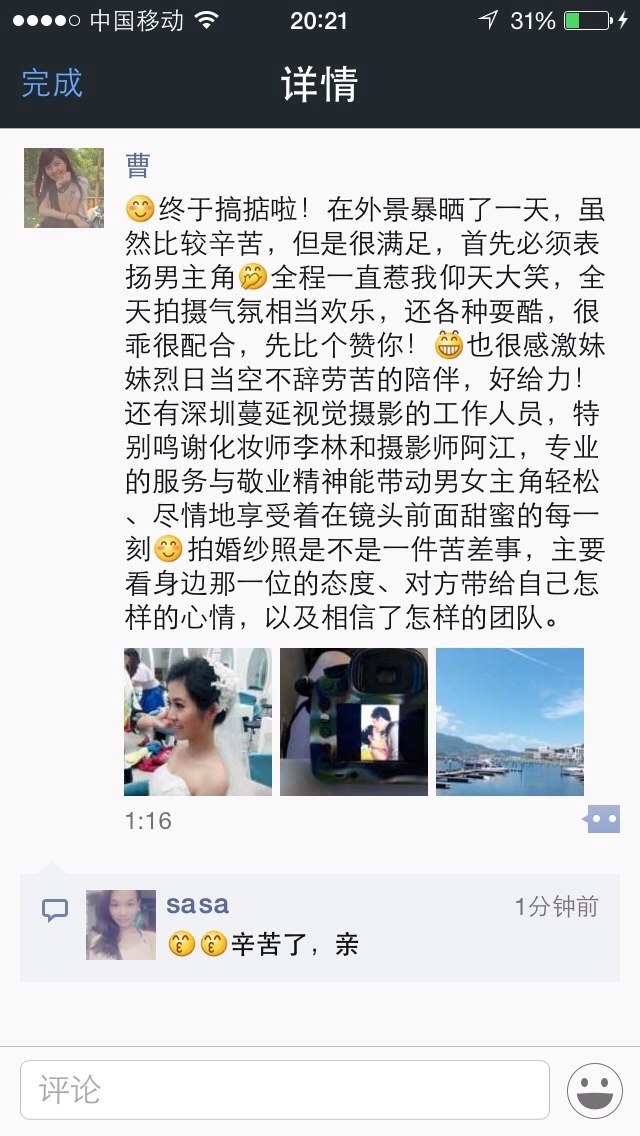 中国移动
20:21
31%
完成
详情
曹
终于搞掂啦！在外景暴晒了一天，虽
然比较辛苦，但是很满足，首先必须表
扬男主角🤭全程一直惹我仰天大笑，全
天拍摄气氛相当欢乐，还各种耍酷，很
乖很配合，先比个赞你！😁也很感激妹
妹烈日当空不辞劳苦的陪伴，好给力！
还有深圳蔓延视觉摄影的工作人员，特
别鸣谢化妆师李林和摄影师阿江，专业
的服务与敬业精神能带动男女主角轻松
、尽情地享受着在镜头前面甜蜜的每一
刻😊拍婚纱照是不是一件苦差事，主要
看身边那一位的态度、对方带给自己怎
样的心情，以及相信了怎样的团队。
1:16
sasa
1分钟前
😙😙辛苦了，亲
评论